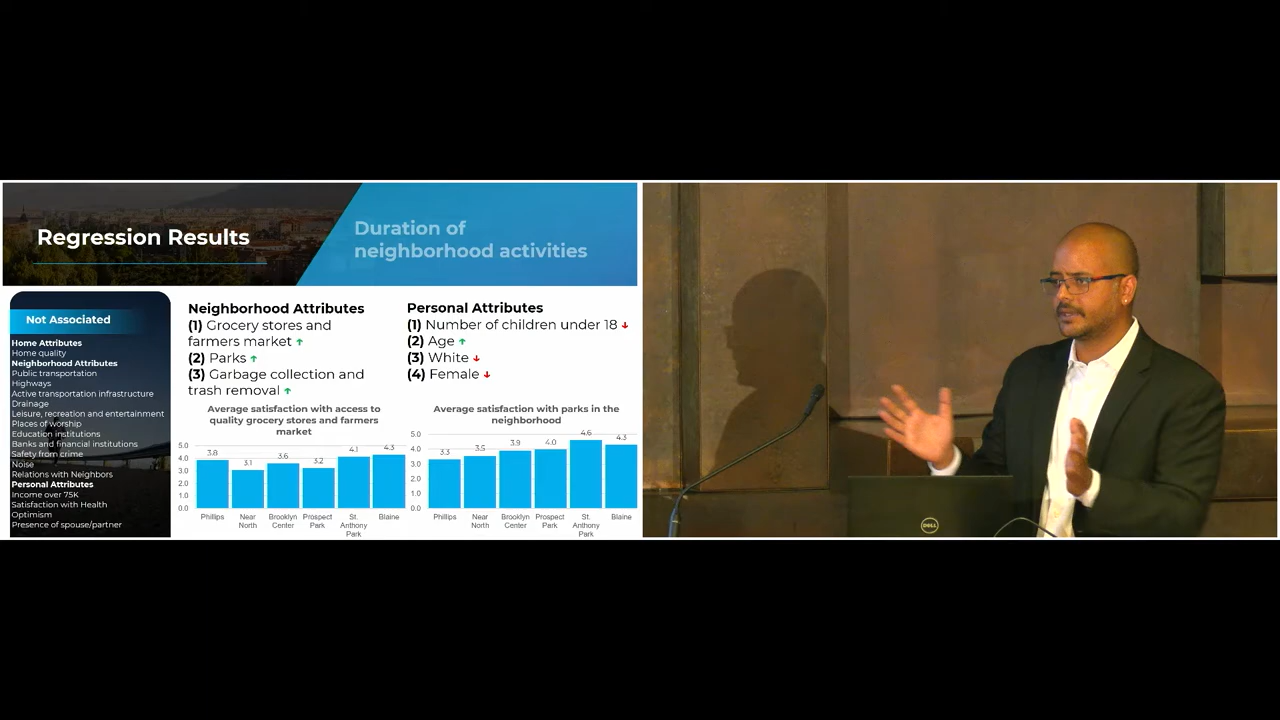 Regression Results
Duration of
neighborhood activities
Not Associated
Home Attributes
Home quality
Neighborhood Attributes
Public transportation
Highways
Active transportation infrastructure
Drainage
Leisure, recreation and entertainment
Places of worship
Education institutions
Banks and financial institutions
Safety from crime
Noise
Relations with Neighbors
Personal Attributes
Income over 75K
Satisfaction with Health
Optimism
Presence of spouse/partner
Neighborhood Attributes
(1) Grocery stores and
farmers market ↑
(2) Parks ↑
(3) Garbage collection and
trash removal ↑
Personal Attributes
(1) Number of children under 18 ↓
(2) Age ↑
(3) White ↓
(4) Female ↓
Average satisfaction with access to
quality grocery stores and farmers
market
5.0
4.0
3.0
2.0
1.0
0.0
3.8
3.1
3.6
3.2
4.1
4.3
Phillips
Near
North
Brooklyn
Center
Prospect
Park
St.
Anthony
Park
Blaine
Average satisfaction with parks in the
neighborhood
5.0
4.0
3.0
2.0
1.0
0.0
3.3
3.5
3.9
4.0
4.6
4.3
Phillips
Near
North
Brooklyn
Center
Prospect
Park
St.
Anthony
Park
Blaine
DELL